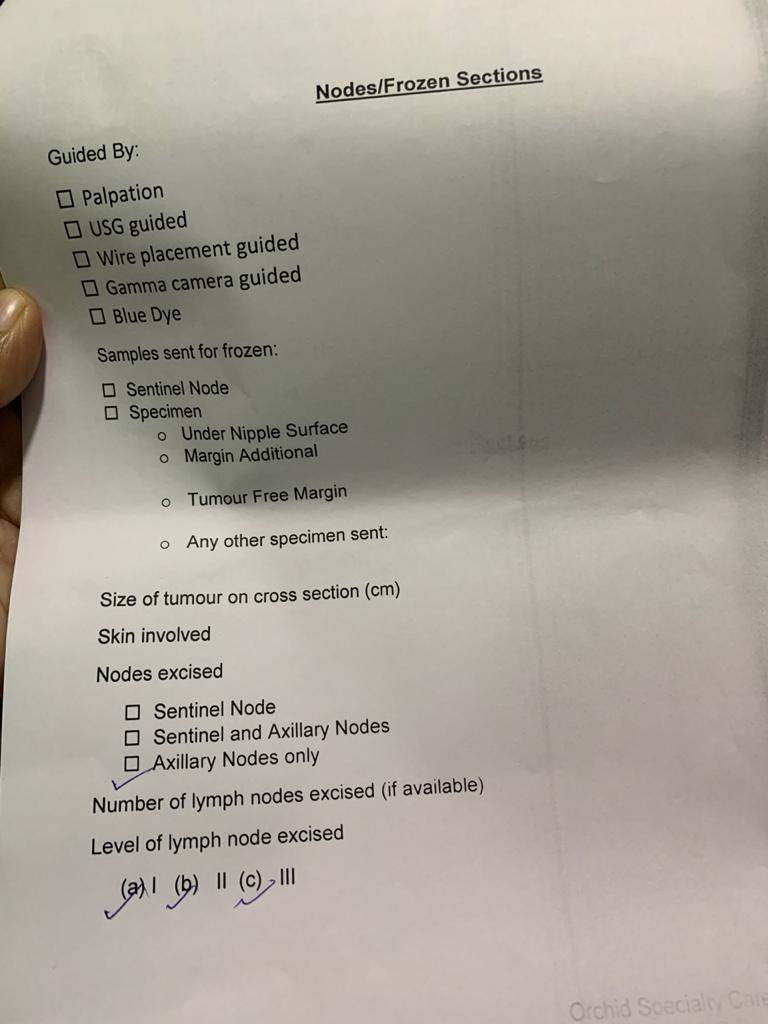 Nodes/Frozen Sections
Guided By:
☐ Palpation
☐ USG guided
☐ Wire placement guided
☐ Gamma camera guided
☐ Blue Dye
Samples sent for frozen:
☐ Sentinel Node
☐ Specimen
o Under Nipple Surface
o Margin Additional
o Tumour Free Margin
o Any other specimen sent:
Size of tumour on cross section (cm)
Skin involved
Nodes excised
☐ Sentinel Node
☐ Sentinel and Axillary Nodes
☐ Axillary Nodes only
Number of lymph nodes excised (if available)
Level of lymph node excised
(a) I (b) II (c) III
Orchid Specialty Care